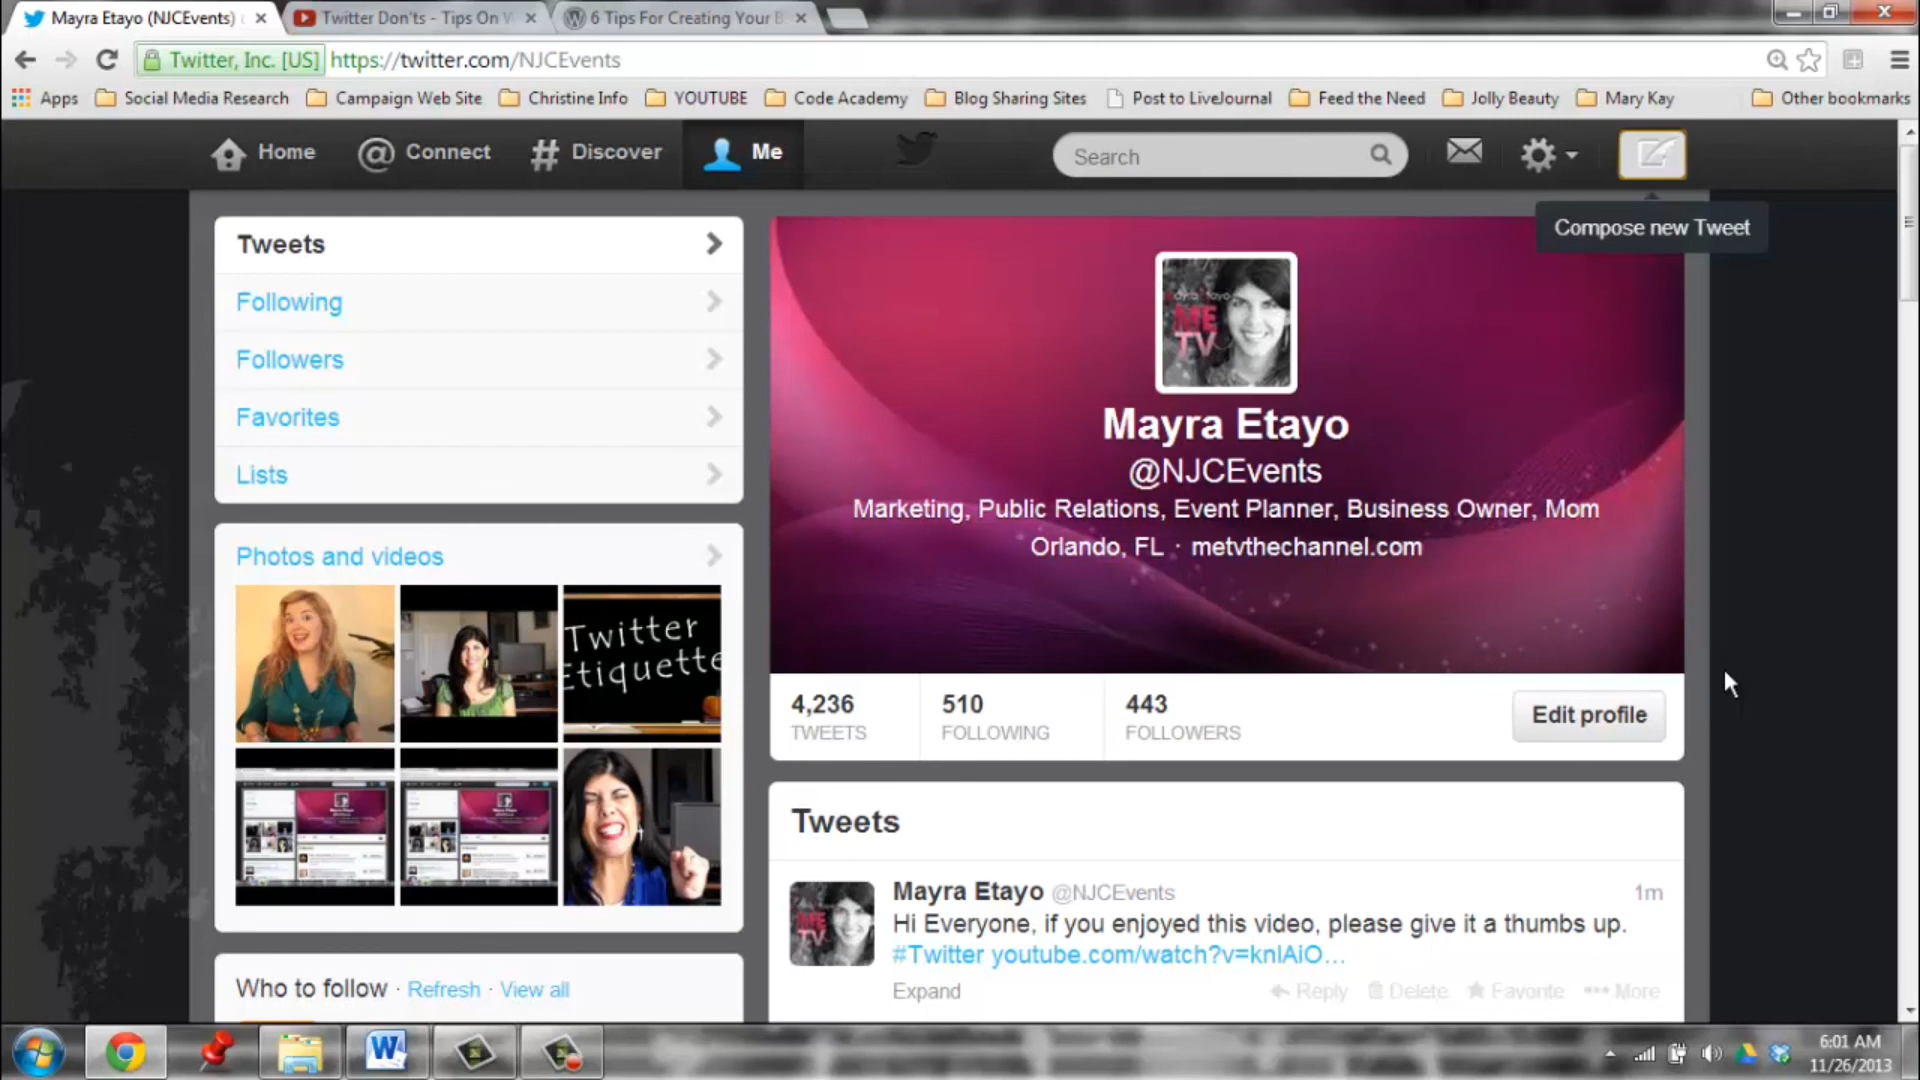 Mayra Etayo (NJCEvents)
Twitter Don'ts - Tips On
6 Tips For Creating Your B
Twitter, Inc. [US] https://twitter.com/NJCEvents
Apps Social Media Research Campaign Web Site Christine Info YOUTUBE Code Academy Blog Sharing Sites Post to LiveJournal Feed the Need Jolly Beauty Mary Kay Other bookmarks
Home Connect Discover Me Search
Compose new Tweet
Tweets
Following
Followers
Favorites
Lists
Photos and videos
Twitter
Etiquette
Who to follow · Refresh · View all
ME
TV
Mayra Etayo
@NJCEvents
Marketing, Public Relations, Event Planner, Business Owner, Mom
Orlando, FL · metvthechannel.com
4,236 510 443
TWEETS FOLLOWING FOLLOWERS
Edit profile
Tweets
Mayra Etayo @NJCEvents 1m
Hi Everyone, if you enjoyed this video, please give it a thumbs up.
#Twitter youtube.com/watch?v=knlAiO...
Expand Reply Delete Favorite More
6:01 AM
11/26/2013